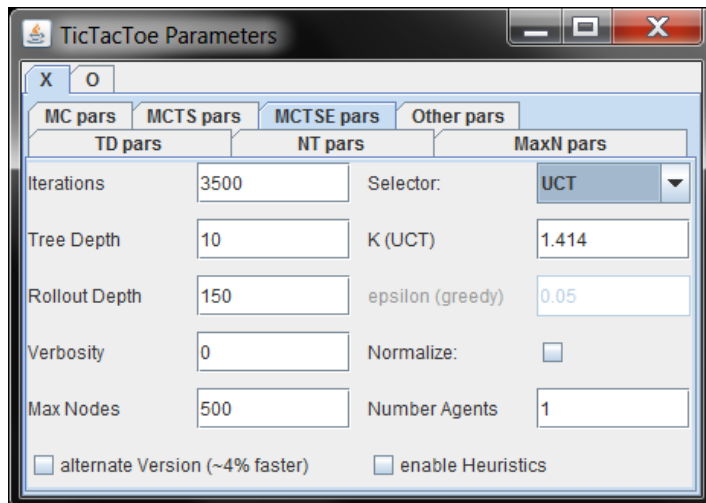 TicTacToe Parameters
X O
MC pars MCTS pars MCTSE pars Other pars
TD pars NT pars MaxN pars
Iterations 3500 Selector: UCT
Tree Depth 10 K (UCT) 1.414
Rollout Depth 150 epsilon (greedy) 0.05
Verbosity 0 Normalize:
Max Nodes 500 Number Agents 1
alternate Version (~4% faster) enable Heuristics